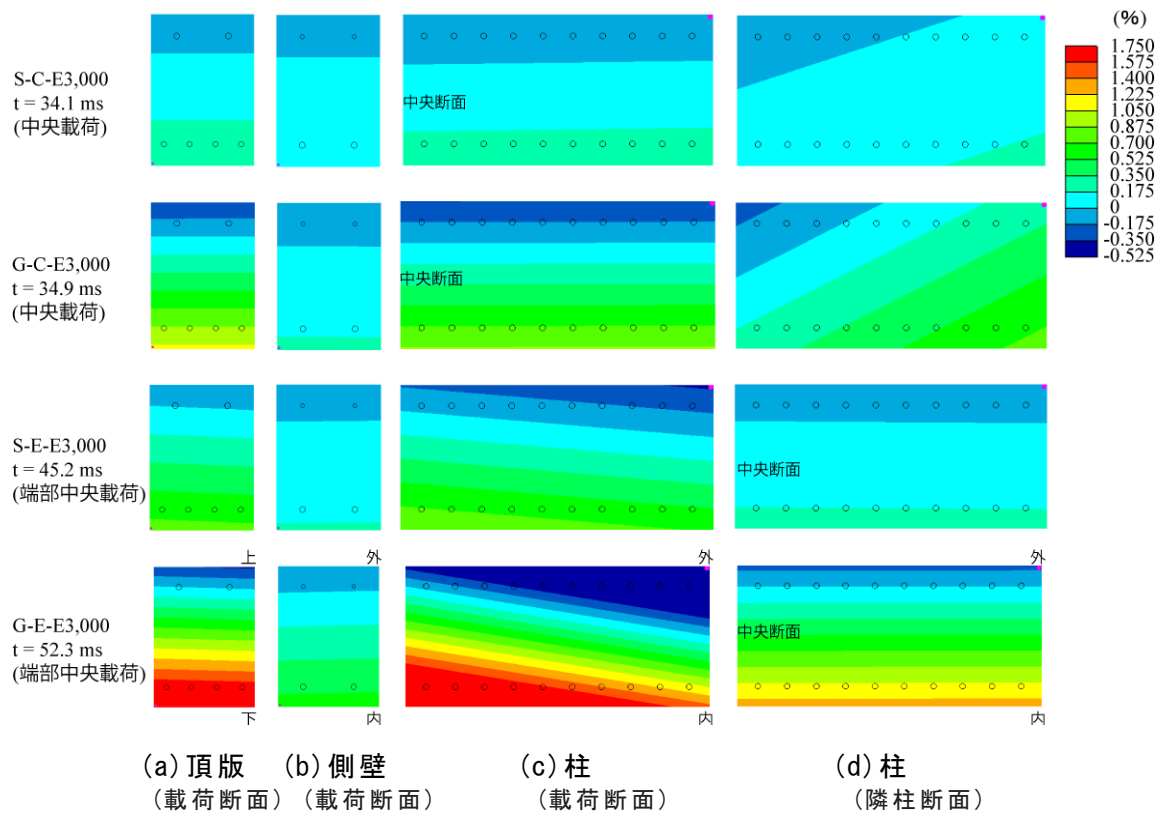 (%)
S-C-E3,000
t = 34.1 ms
(中央載荷)
中央断面
1.750
1.575
1.400
1.225
1.050
0.875
0.700
0.525
0.350
0.175
0
-0.175
-0.350
-0.525
G-C-E3,000
t = 34.9 ms
(中央載荷)
中央断面
S-E-E3,000
t = 45.2 ms
(端部中央載荷)
中央断面
上 外 外 外
G-E-E3,000
t = 52.3 ms
(端部中央載荷)
中央断面
下 内 内 内
(a)頂版 (b)側壁 (c)柱 (d)柱
(載荷断面) (載荷断面) (載荷断面) (隣柱断面)